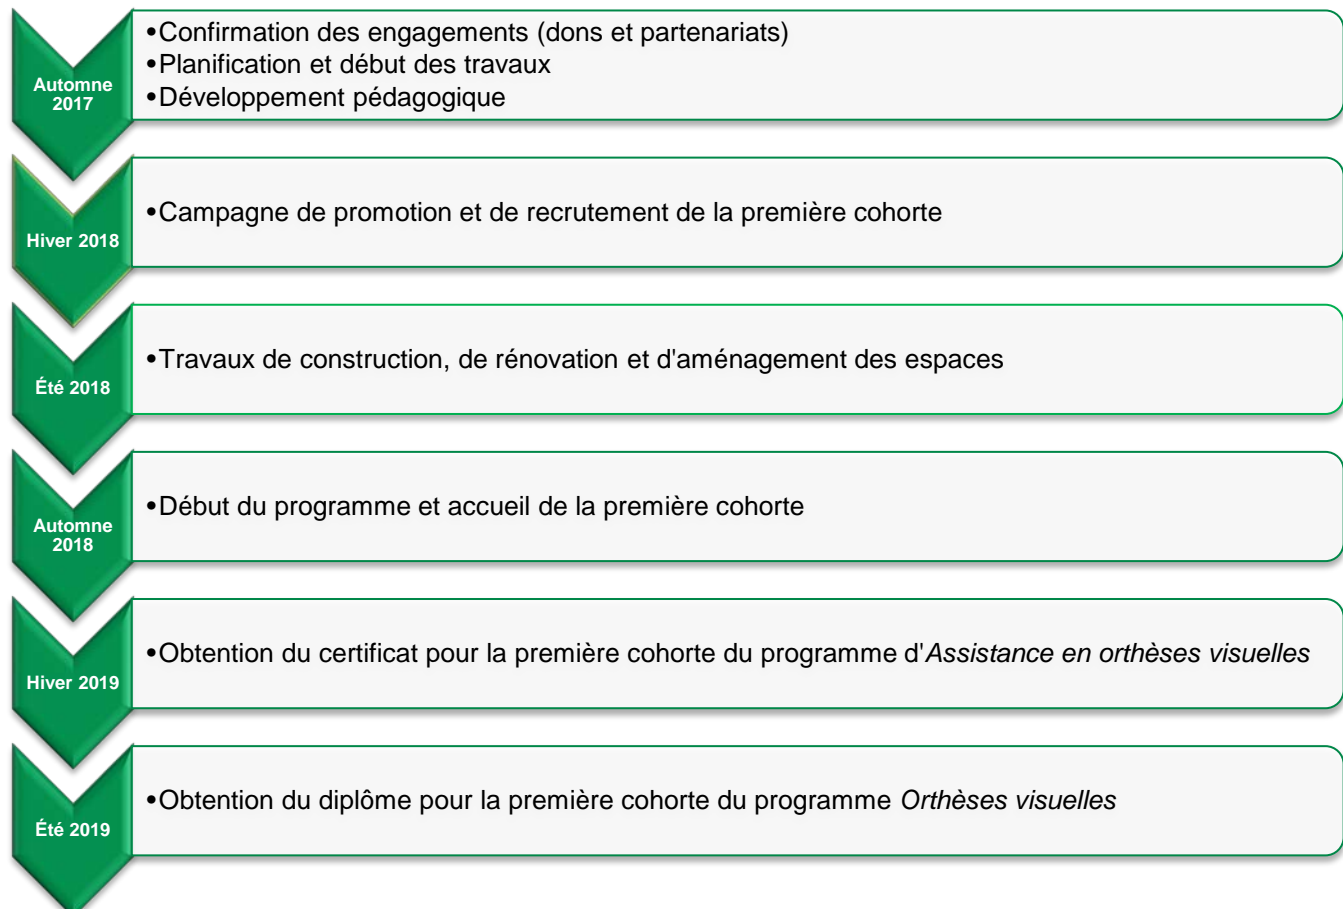 Automne
2017
•Confirmation des engagements (dons et partenariats)
•Planification et début des travaux
•Développement pédagogique
Hiver 2018
•Campagne de promotion et de recrutement de la première cohorte
Été 2018
•Travaux de construction, de rénovation et d'aménagement des espaces
Automne
2018
•Début du programme et accueil de la première cohorte
Hiver 2019
•Obtention du certificat pour la première cohorte du programme d'Assistance en orthèses visuelles
Été 2019
•Obtention du diplôme pour la première cohorte du programme Orthèses visuelles